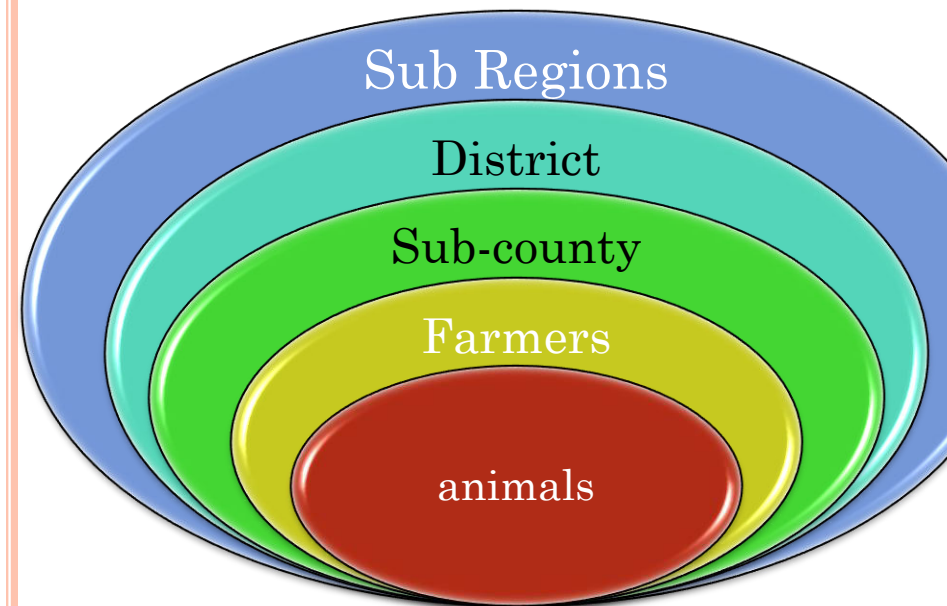 Sub Regions
District
Sub-county
Farmers
animals